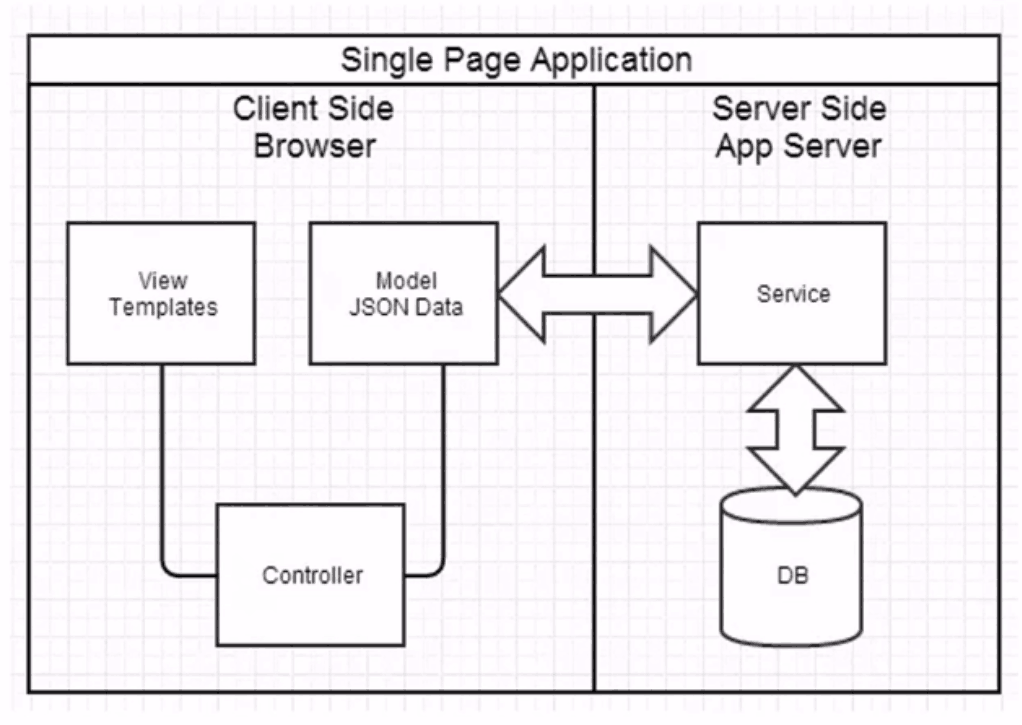 Single Page Application
Client Side
Browser
Server Side
App Server
View
Templates
Model
JSON Data
Service
Controller
DB